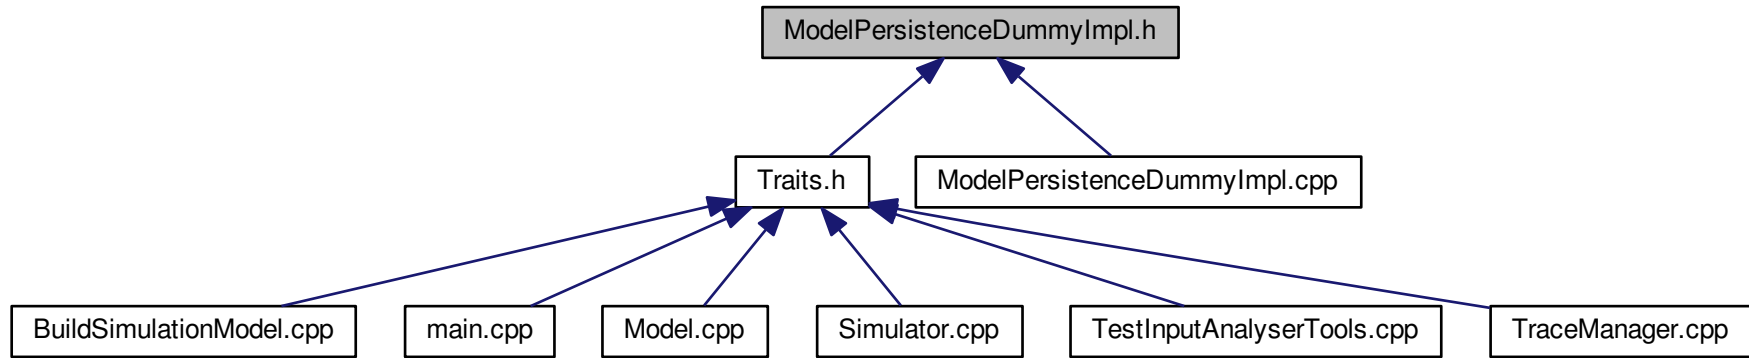 ModelPersistenceDummyImpl.h
Traits.h
ModelPersistenceDummyImpl.cpp
BuildSimulationModel.cpp
main.cpp
Model.cpp
Simulator.cpp
TestInputAnalyserTools.cpp
TraceManager.cpp